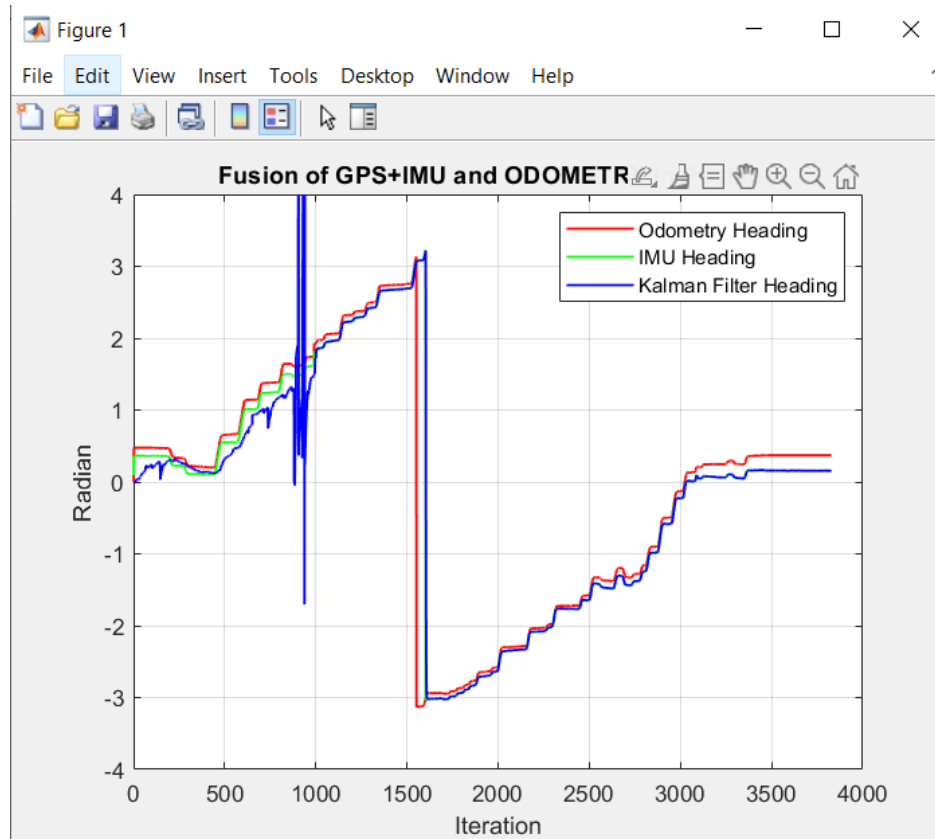 Figure 1
File Edit View Insert Tools Desktop Window Help
Fusion of GPS+IMU and ODOMETR
Odometry Heading
IMU Heading
Kalman Filter Heading
4
3
2
1
0
-1
-2
-3
-4
Radian
0 500 1000 1500 2000 2500 3000 3500 4000
Iteration